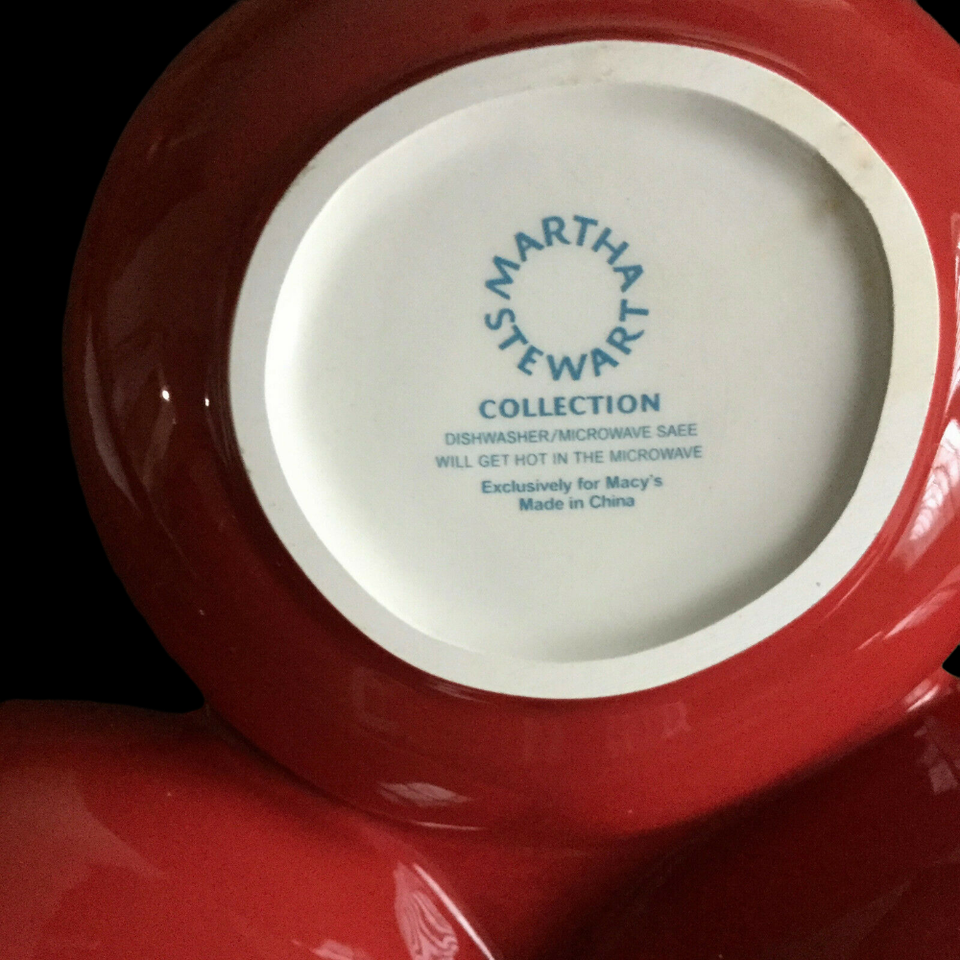 MARTHA
STEWART
COLLECTION
DISHWASHER/MICROWAVE SAEE
WILL GET HOT IN THE MICROWAVE
Exclusively for Macy's
Made in China